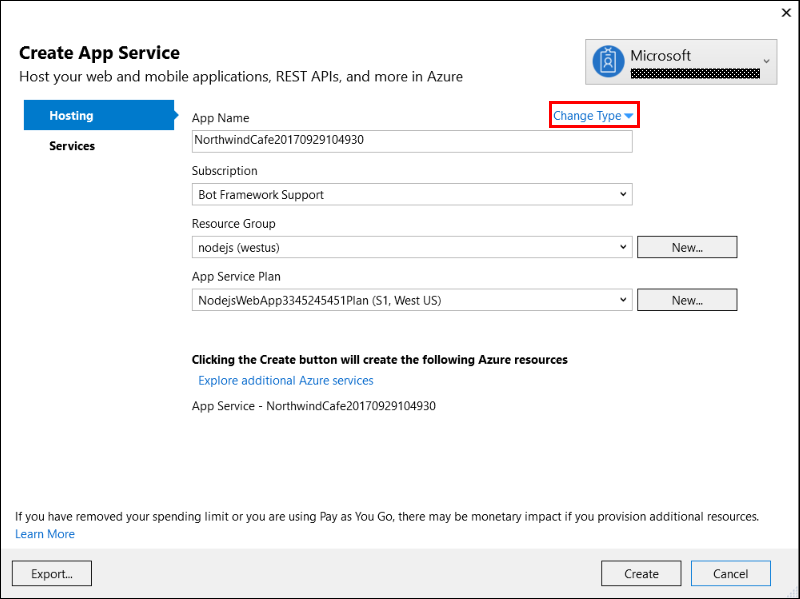 Create App Service
Host your web and mobile applications, REST APIs, and more in Azure
Microsoft
Hosting
Services
App Name
Change Type
NorthwindCafe20170929104930
Subscription
Bot Framework Support
Resource Group
nodejs (westus)
New...
App Service Plan
NodejsWebApp3345245451Plan (S1, West US)
New...
Clicking the Create button will create the following Azure resources
Explore additional Azure services
App Service - NorthwindCafe20170929104930
If you have removed your spending limit or you are using Pay as You Go, there may be monetary impact if you provision additional resources.
Learn More
Export...
Create
Cancel